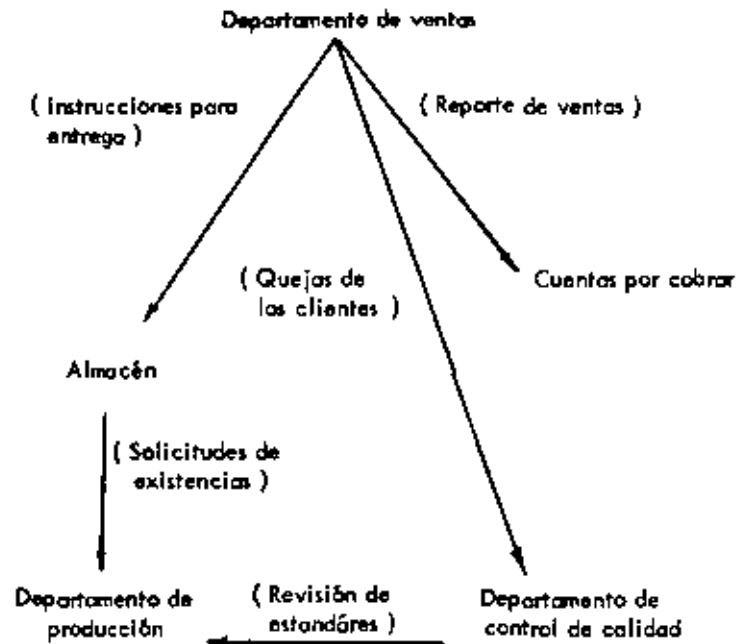 Departamento de ventas
( instrucciones para
entrega )
( Reporte de ventas )
( Quejas de
los clientes )
Cuentas por cobrar
Almacén
( Solicitudes de
existencias )
Departamento de
producción
( Revisión de
estandáres )
Departamento de
control de calidad